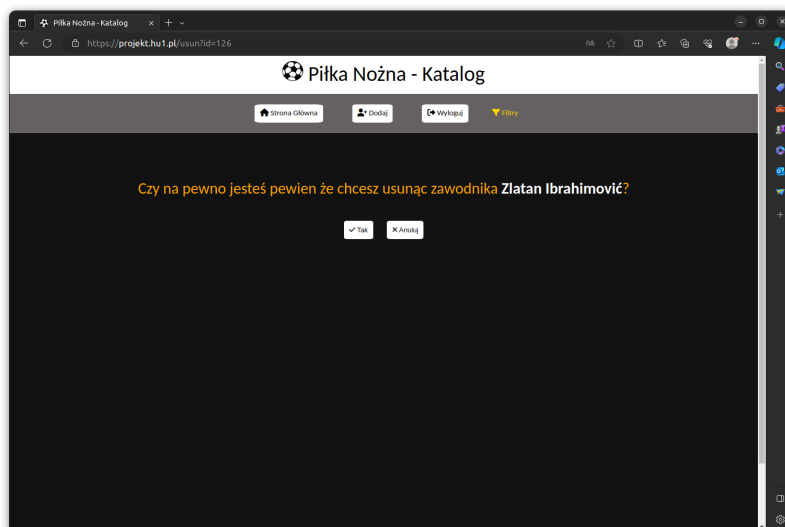 Piłka Nożna - Katalog
https://projekt.hu1.pl/usun?id=126
Piłka Nożna - Katalog
Strona Główna Dodaj Wyloguj Filtry
Czy na pewno jesteś pewien że chcesz usunąc zawodnika Zlatan Ibrahimović?
Tak Anuluj